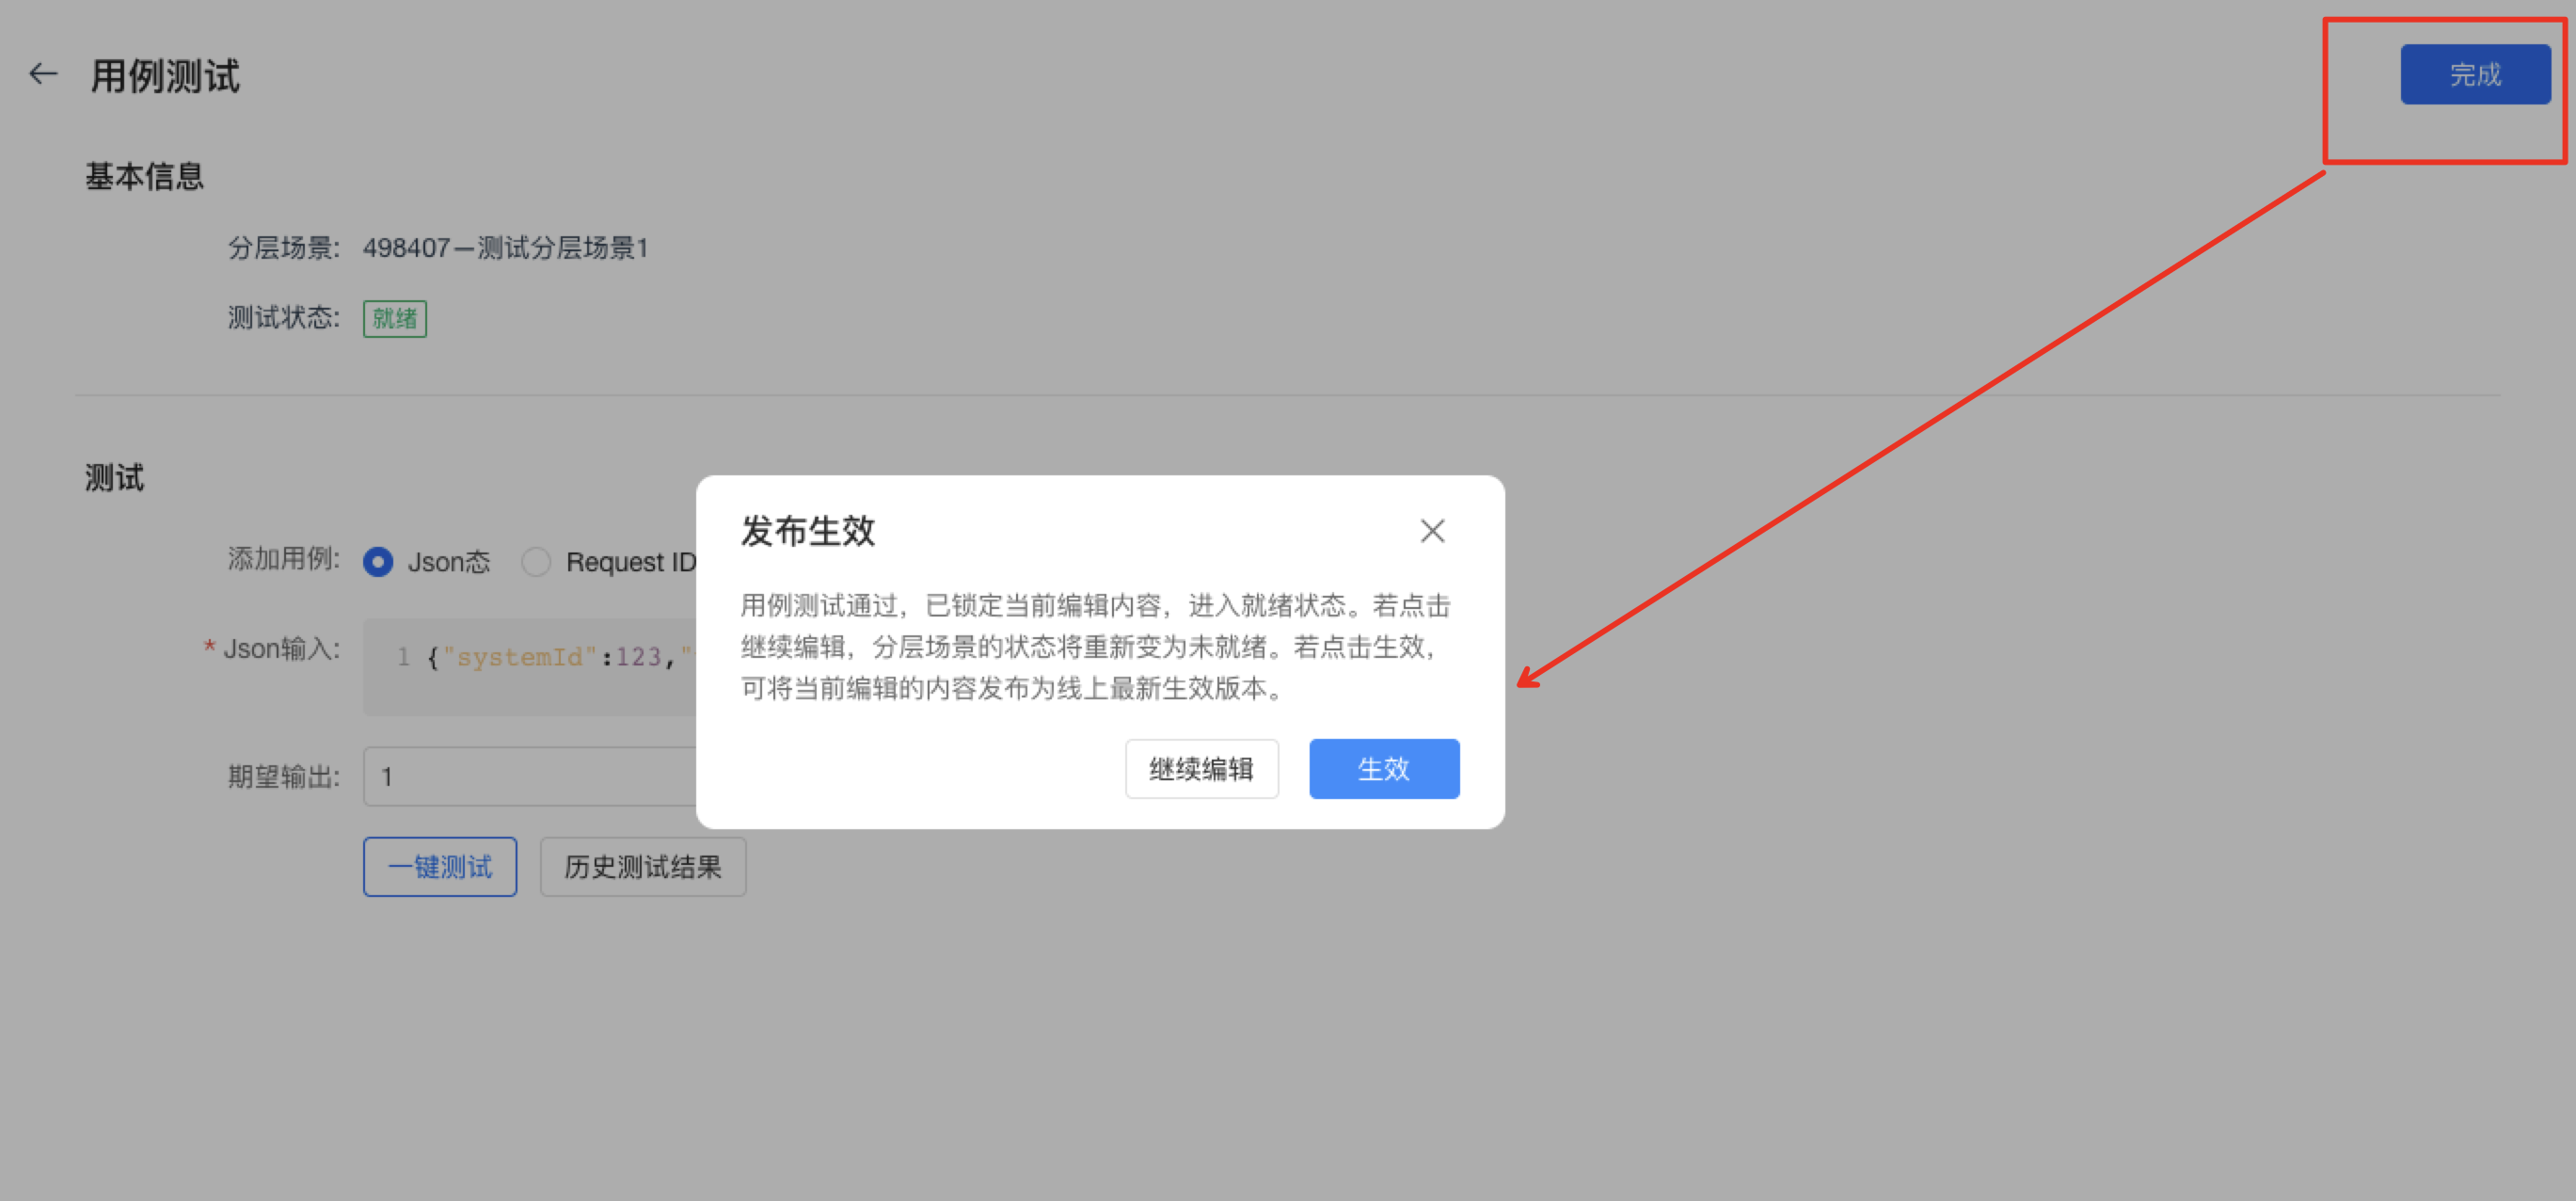 用例测试
完成
基本信息
分层场景: 498407—测试分层场景1
测试状态: 就绪
测试
添加用例: Json态 Request ID
* Json输入: 1 {"systemId":123,"
期望输出: 1
一键测试 历史测试结果
发布生效
用例测试通过，已锁定当前编辑内容，进入就绪状态。若点击
继续编辑，分层场景的状态将重新变为未就绪。若点击生效，
可将当前编辑的内容发布为线上最新生效版本。
继续编辑 生效